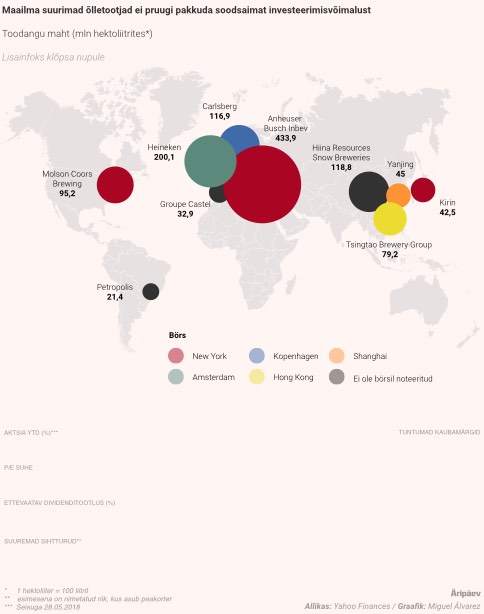 Maailma suurimad õlletootjad ei pruugi pakkuda soodsaimat investeerimisvõimalust
Toodangu maht (mln hektoliitrites*)
Lisainfoks klõpsa nupule
Carlsberg
116,9
Anheuser
Busch Inbev
433,9
Heineken
200,1
Hiina Resources
Snow Breweries
118,8
Yanjing
45
Molson Coors
Brewing
95,2
Groupe Castel
32,9
Kirin
42,5
Tsingtao Brewery Group
79,2
Petropolis
21,4
Börs
New York
Kopenhagen
Shanghai
Amsterdam
Hong Kong
Ei ole börsil noteeritud
AKTSIA YTD (%)***
TUNTUMAD KAUBAMÄRGID
P/E SUHE
ETTEVAATAV DIVIDENDITOOTLUS (%)
SUUREMAD SIHTTURUD**
* 1 hektoliiter = 100 liitrit
** esimesena on nimetatud riik, kus asub peakorter
*** Seisuga 28.05.2018
Äripäev
Allikas: Yahoo Finances / Graafik: Miguel Álvarez